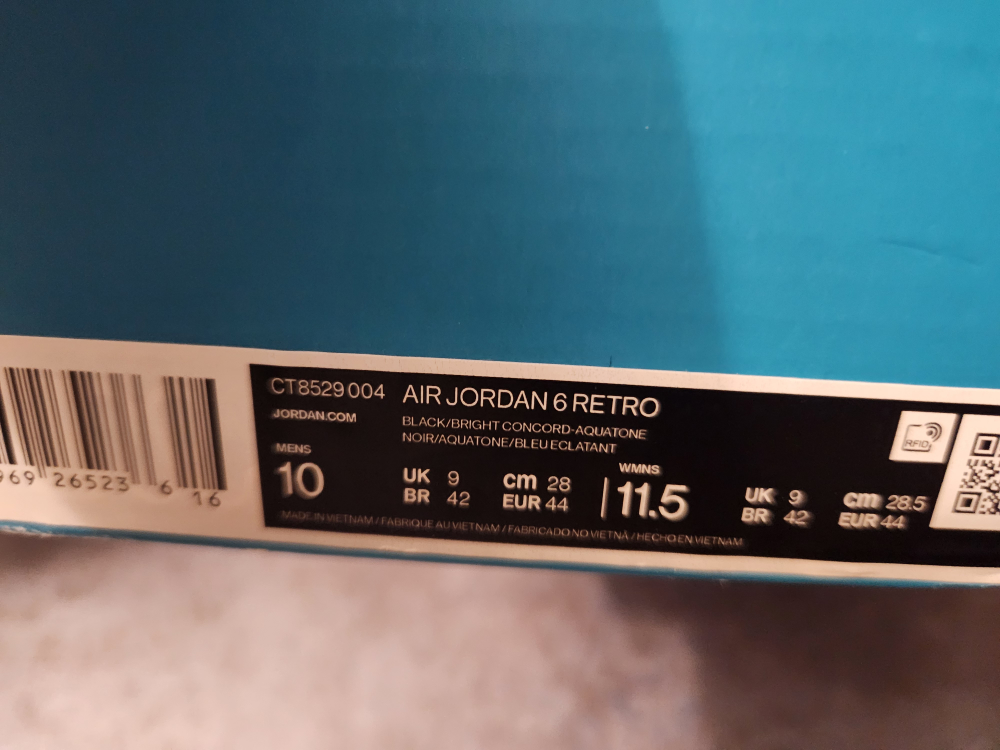 CT8529 004 AIR JORDAN 6 RETRO
JORDAN.COM
BLACK/BRIGHT CONCORD-AQUATONE
NOIR/AQUATONE/BLEU ECLATANT
MENS
10
UK 9
BR 42
cm 28
EUR 44
WMNS
11.5
UK 9
BR 42
cm 28.5
EUR 44
MADE IN VIETNAM / FABRIQUE AU VIETNAM / FABRICADO NO VIETNÃ / HECHO EN VIETNAM
RFID
969 26523 6 16